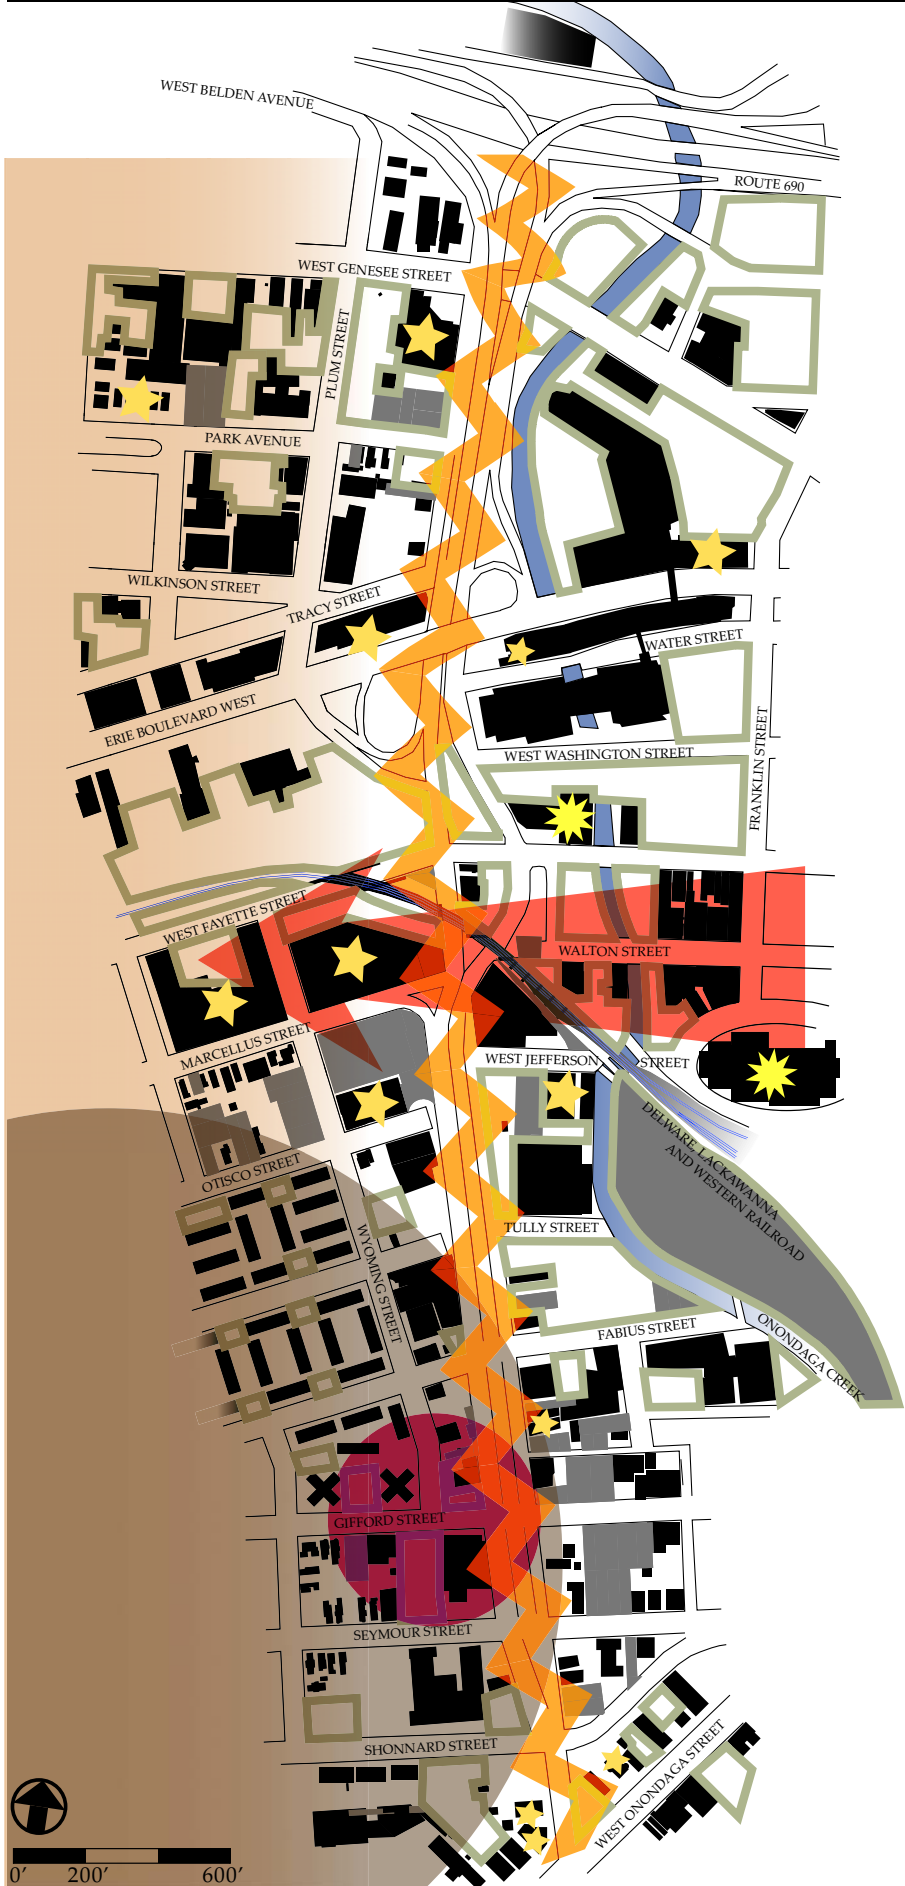 WEST BELDEN AVENUE
ROUTE 690
WEST GENESEE STREET
PLUM STREET
PARK AVENUE
WILKINSON STREET
TRACY STREET
WATER STREET
ERIE BOULEVARD WEST
FRANKLIN STREET
WEST WASHINGTON STREET
WEST FAYETTE STREET
WALTON STREET
MARCELLUS STREET
WEST JEFFERSON STREET
DELWARE, LACKAWANNA
AND WESTERN RAILROAD
OTISCO STREET
TULLY STREET
WYOMING STREET
FABIUS STREET
ONONDAGA CREEK
GIFFORD STREET
SEYMOUR STREET
SHONNARD STREET
WEST ONONDAGA STREET
0' 200' 600'